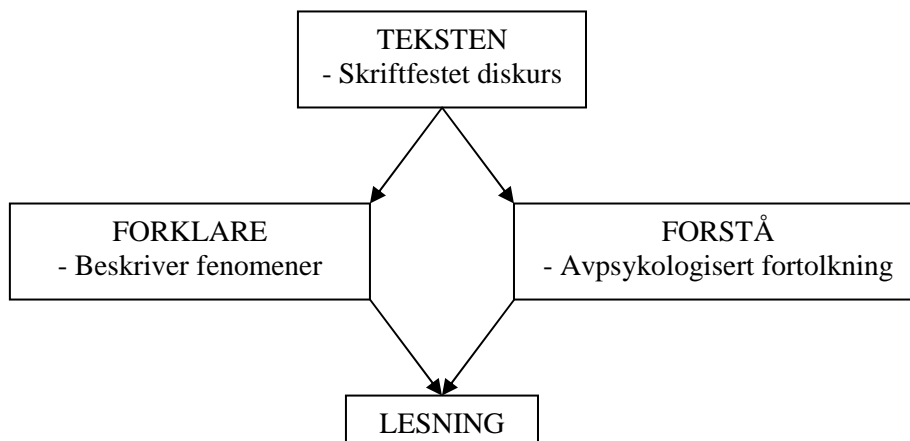 TEKSTEN
- Skriftfestet diskurs
FORKLARE
- Beskriver fenomener
FORSTÅ
- Avpsykologisert fortolkning
LESNING